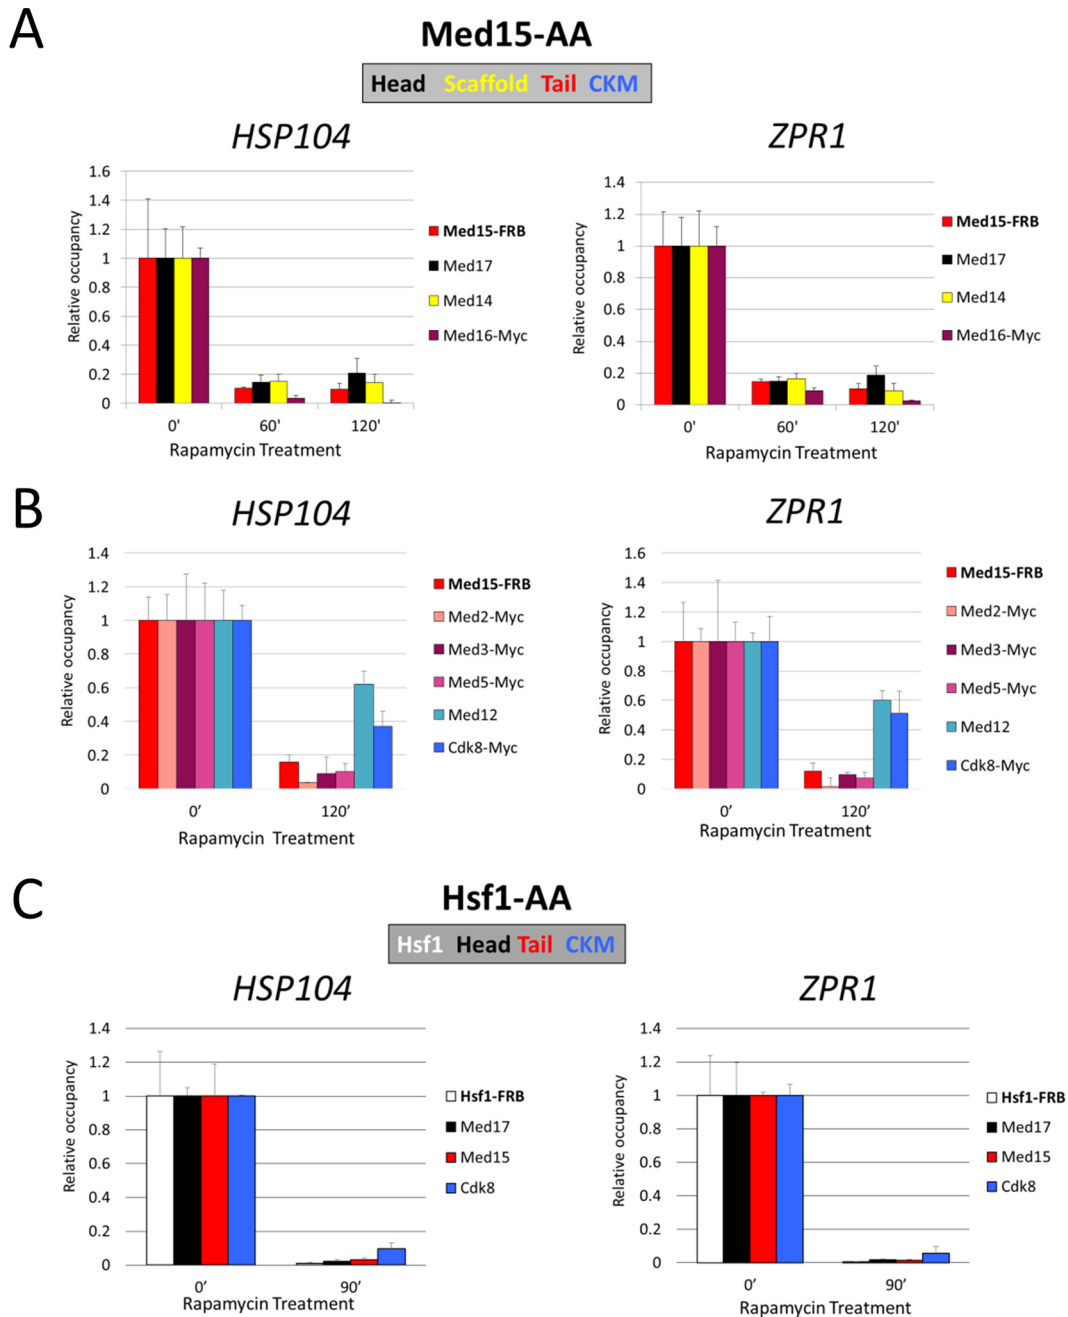 A
Med15-AA
Head Scaffold Tail CKM
HSP104
Relative occupancy
1.6
1.4
1.2
1
0.8
0.6
0.4
0.2
0
0' 60' 120'
Rapamycin Treatment
Med15-FRB
Med17
Med14
Med16-Myc
ZPR1
Relative occupancy
1.4
1.2
1
0.8
0.6
0.4
0.2
0
0' 60' 120'
Rapamycin Treatment
Med15-FRB
Med17
Med14
Med16-Myc
B
HSP104
Relative occupancy
1.4
1.2
1
0.8
0.6
0.4
0.2
0
0’ 120’
Rapamycin Treatment
Med15-FRB
Med2-Myc
Med3-Myc
Med5-Myc
Med12
Cdk8-Myc
ZPR1
Relative occupancy
1.6
1.4
1.2
1
0.8
0.6
0.4
0.2
0
0’ 120’
Rapamycin Treatment
Med15-FRB
Med2-Myc
Med3-Myc
Med5-Myc
Med12
Cdk8-Myc
C
Hsf1-AA
Hsf1 Head Tail CKM
HSP104
Relative occupancy
1.4
1.2
1
0.8
0.6
0.4
0.2
0
0’ 90’
Rapamycin Treatment
Hsf1-FRB
Med17
Med15
Cdk8
ZPR1
Relative occupancy
1.4
1.2
1
0.8
0.6
0.4
0.2
0
0’ 90’
Rapamycin Treatment
Hsf1-FRB
Med17
Med15
Cdk8